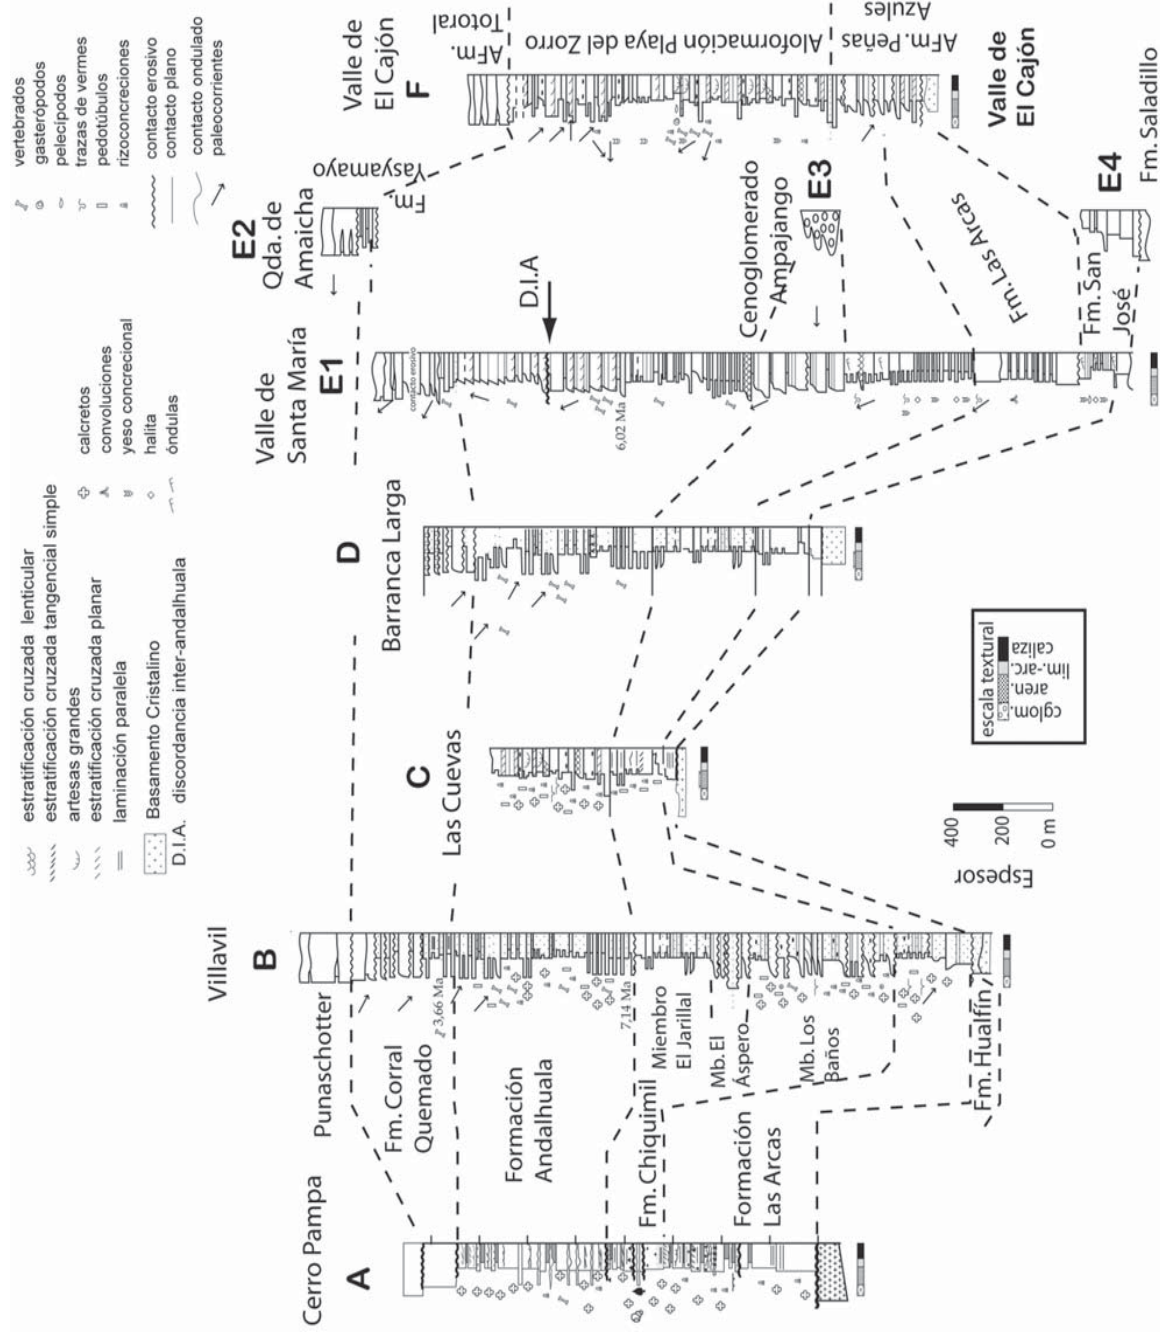 estratificación cruzada lenticular
estratificación cruzada tangencial simple
artesas grandes
estratificación cruzada planar
laminación paralela
Basamento Cristalino
D.I.A. discordancia inter-andalhuala
calcretos
convoluciones
yeso concrecional
halita
óndulas
vertebrados
gasterópodos
pelecípodos
trazas de vermes
pedotúbulos
rizoconcreciones
contacto erosivo
contacto plano
contacto ondulado
paleocorrientes
Cerro Pampa
A
Villavil
B
Las Cuevas
C
Barranca Larga
D
Valle de
Santa María
E1
E2
Qda. de
Amaicha
Valle de
El Cajón
F
Punaschotter
Fm. Corral
Quemado
Formación
Andalhuala
Fm. Chiquimil
Formación
Las Arcas
3,66 Ma
7,14 Ma
Miembro
El Jarillal
Mb. El
Áspero
Mb. Los
Baños
Fm. Hualfín
contacto erosivo
6,02 Ma
D.I.A
Fm.
Yasyamayo
Cenoglomerado
Ampajango
E3
Fm. Las Arcas
Fm. San
José
E4
Fm. Saladillo
AFm.
Totoral
Aloformación Playa del Zorro
AFm. Peñas
Azules
Valle de
El Cajón
Espesor
400
200
0 m
escala textural
cglom.
aren.
lim.-arc.
caliza